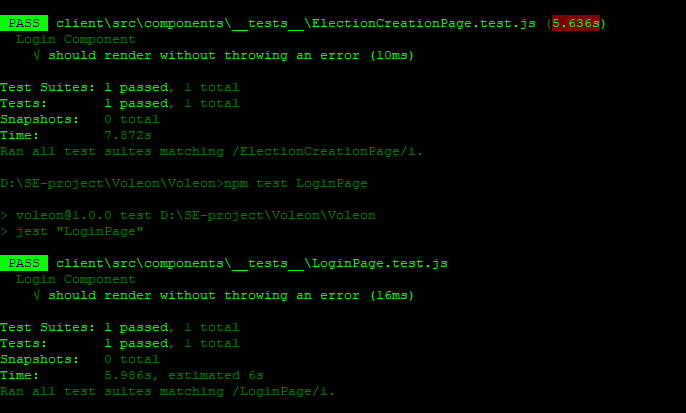 PASS client\src\components\__tests__\ElectionCreationPage.test.js (5.636s)
Login Component
√ should render without throwing an error (10ms)
Test Suites: 1 passed, 1 total
Tests: 1 passed, 1 total
Snapshots: 0 total
Time: 7.872s
Ran all test suites matching /ElectionCreationPage/i.
D:\SE-project\Voleon\Voleon>npm test LoginPage
> voleon@1.0.0 test D:\SE-project\Voleon\Voleon
> jest "LoginPage"
PASS client\src\components\__tests__\LoginPage.test.js
Login Component
√ should render without throwing an error (16ms)
Test Suites: 1 passed, 1 total
Tests: 1 passed, 1 total
Snapshots: 0 total
Time: 5.986s, estimated 6s
Ran all test suites matching /LoginPage/i.